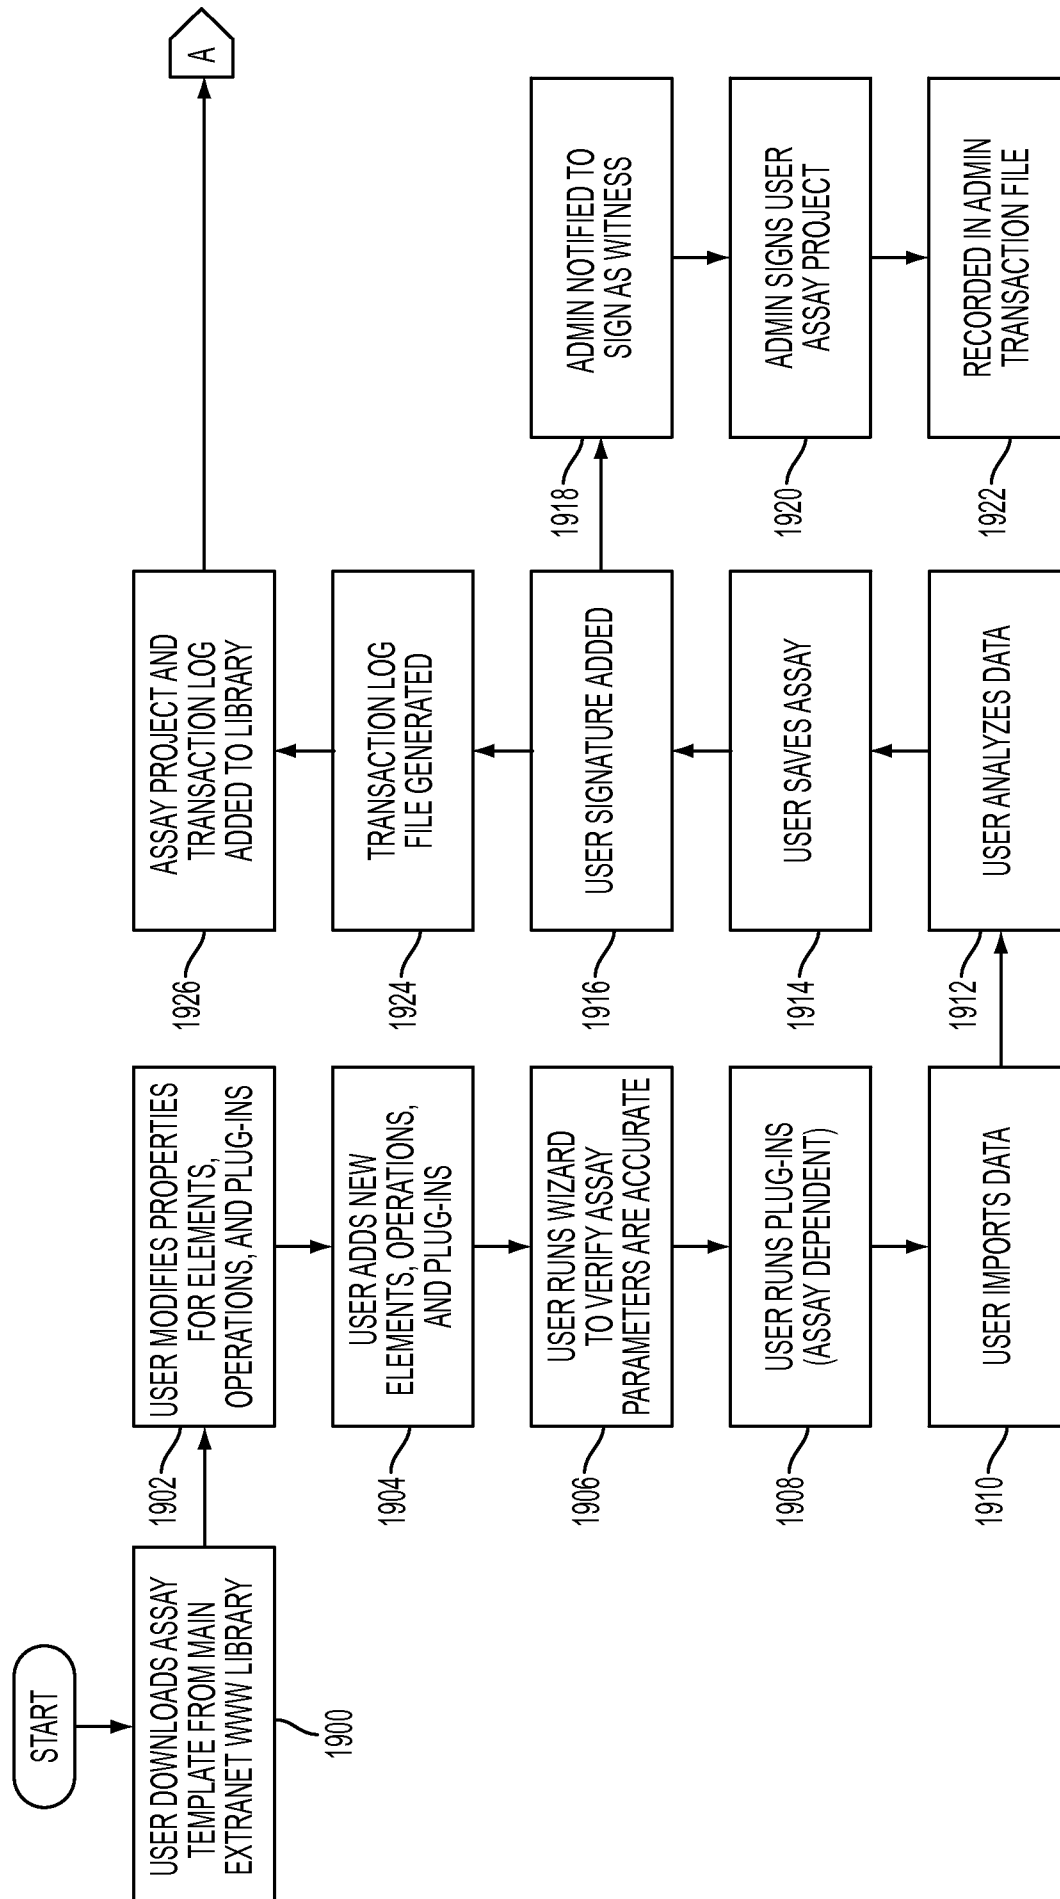 START
USER DOWNLOADS ASSAY
TEMPLATE FROM MAIN
EXTRANET WWW LIBRARY
1900
USER MODIFIES PROPERTIES
FOR ELEMENTS,
OPERATIONS, AND PLUG-INS
1902
USER ADDS NEW
ELEMENTS, OPERATIONS,
AND PLUG-INS
1904
USER RUNS WIZARD
TO VERIFY ASSAY
PARAMETERS ARE ACCURATE
1906
USER RUNS PLUG-INS
(ASSAY DEPENDENT)
1908
USER IMPORTS DATA
1910
USER ANALYZES DATA
1912
USER SAVES ASSAY
1914
USER SIGNATURE ADDED
1916
ADMIN NOTIFIED TO
SIGN AS WITNESS
1918
ADMIN SIGNS USER
ASSAY PROJECT
1920
RECORDED IN ADMIN
TRANSACTION FILE
1922
TRANSACTION LOG
FILE GENERATED
1924
ASSAY PROJECT AND
TRANSACTION LOG
ADDED TO LIBRARY
1926
A